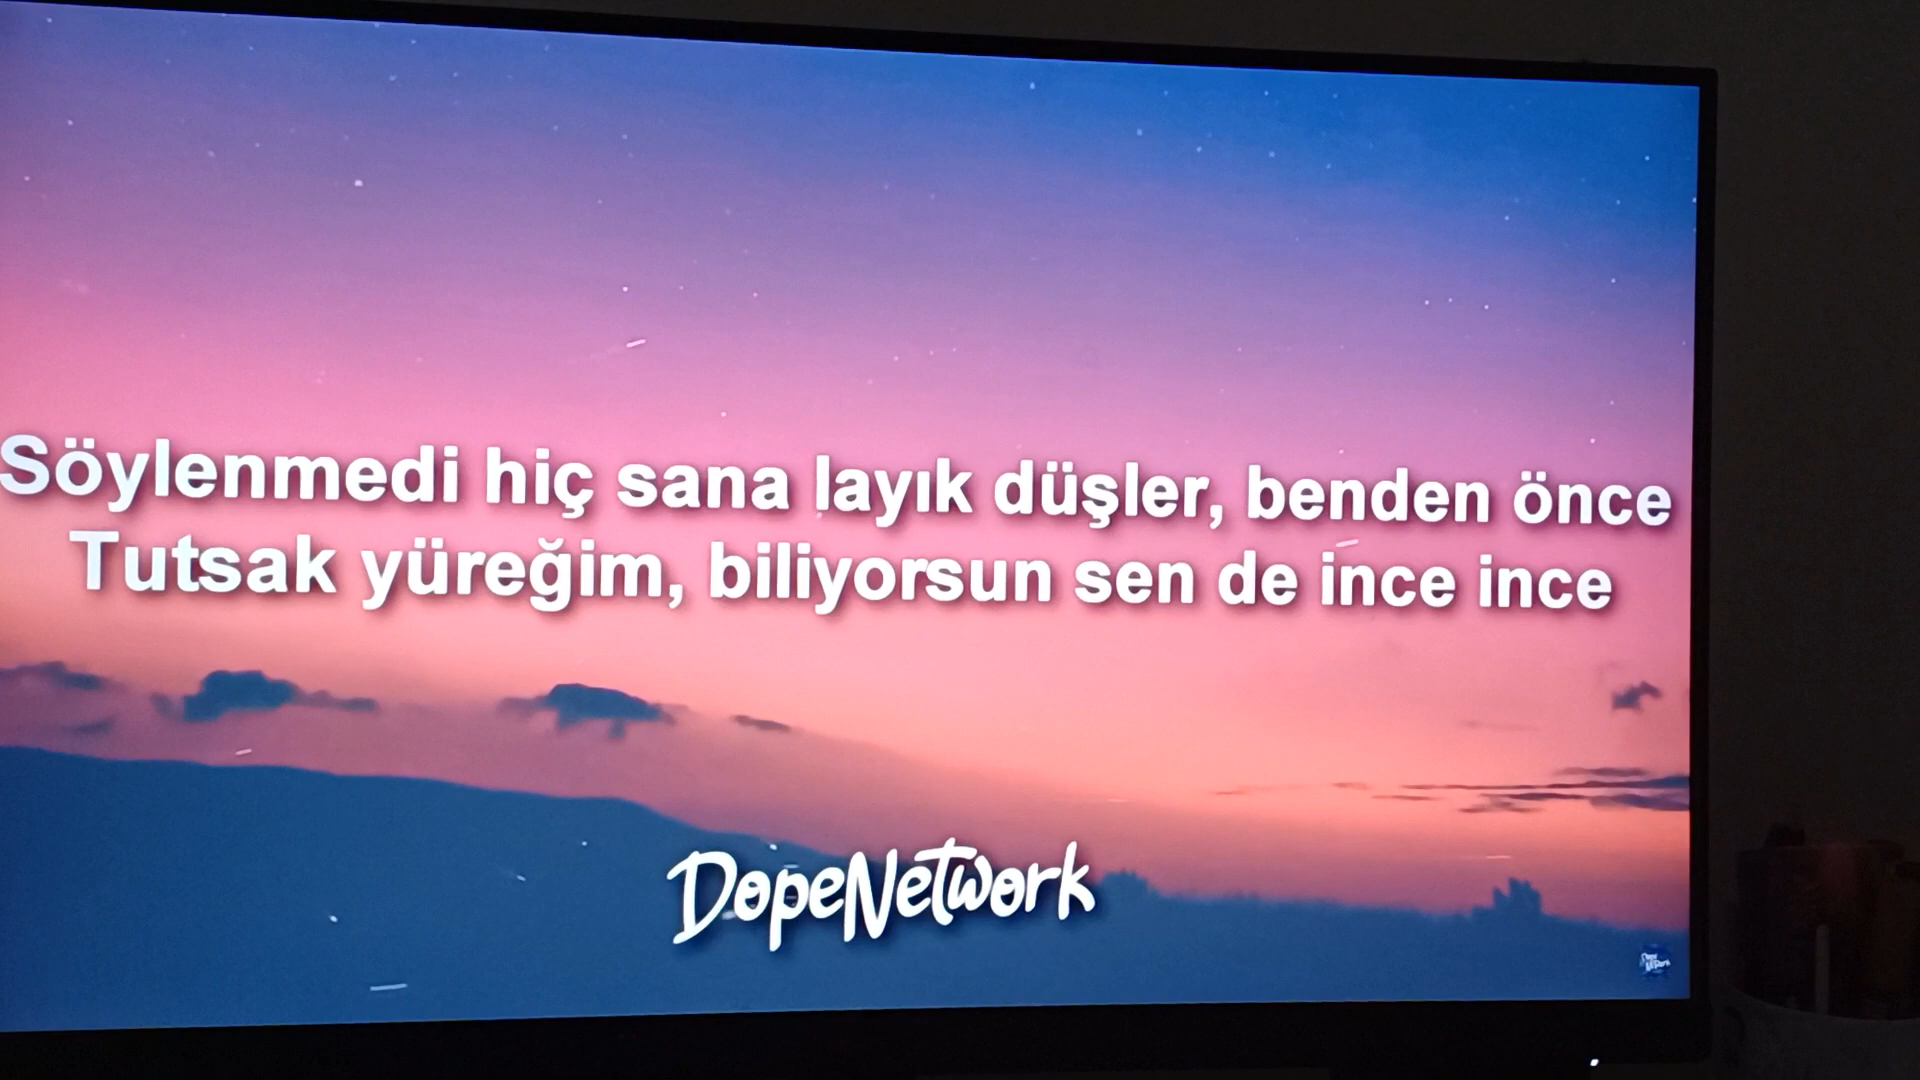 Söylenmedi hiç sana layık düşler, benden önce
Tutsak yüreğim, biliyorsun sen de ince ince
DopeNetwork